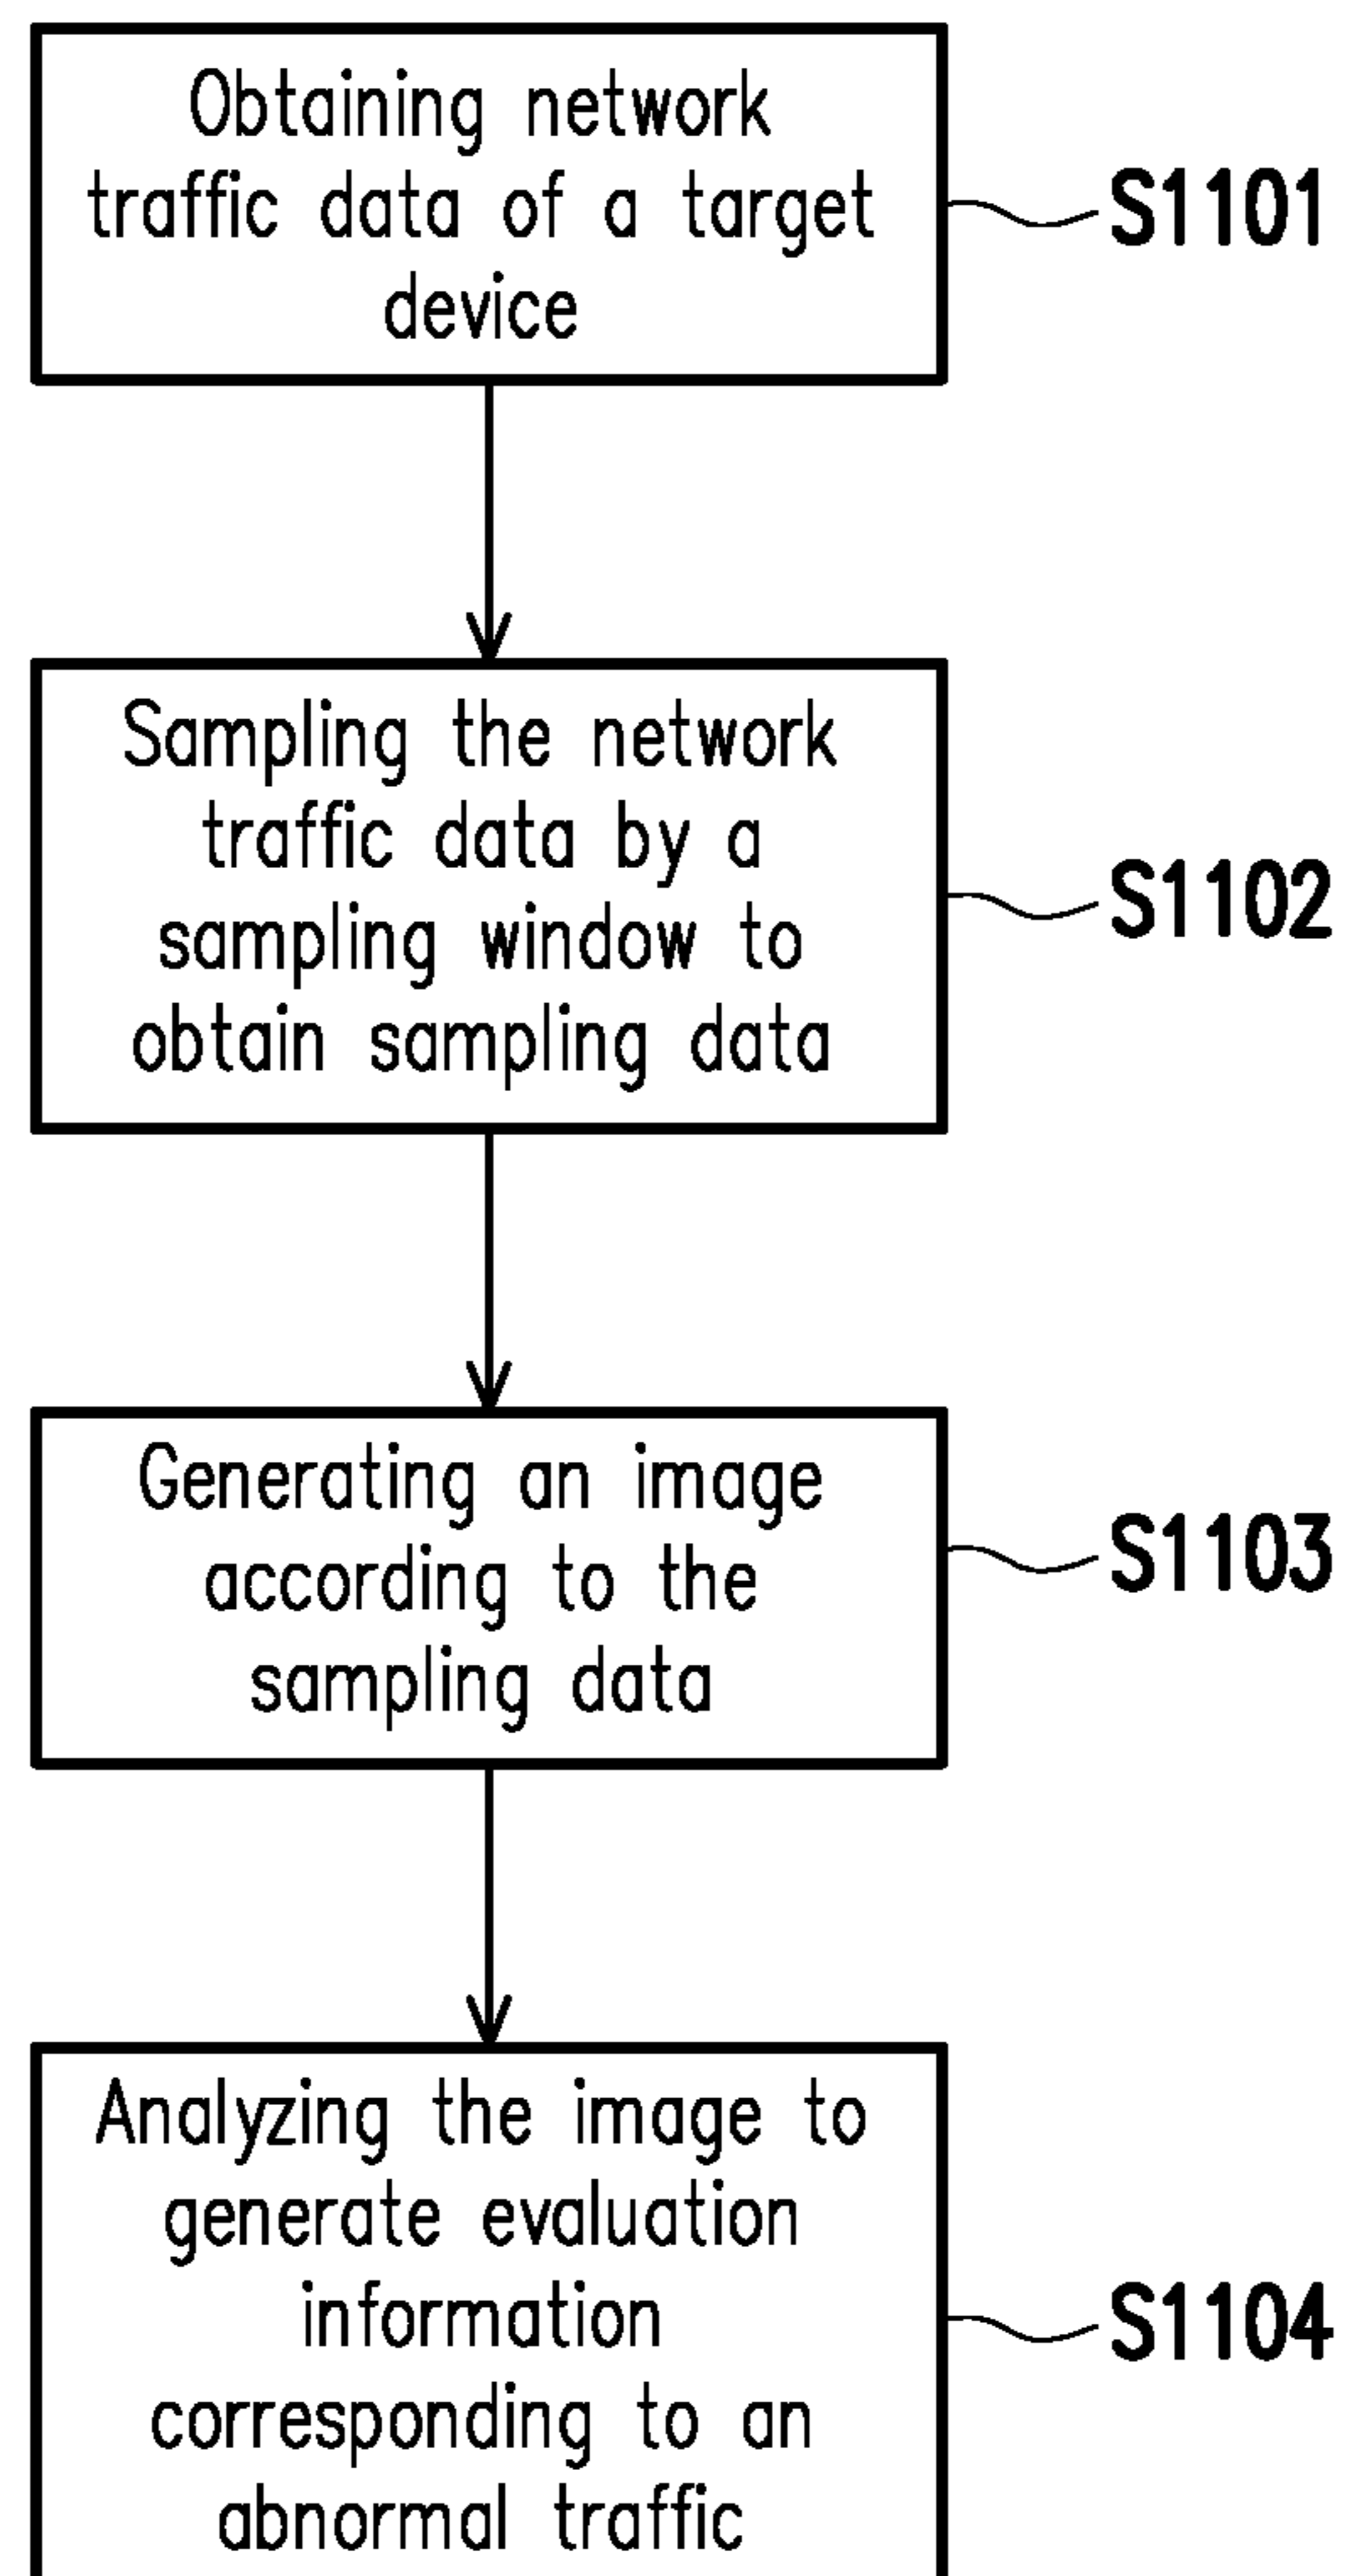 Obtaining network
traffic data of a target
device
S1101
Sampling the network
traffic data by a
sampling window to
obtain sampling data
S1102
Generating an image
according to the
sampling data
S1103
Analyzing the image to
generate evaluation
information
corresponding to an
abnormal traffic
S1104